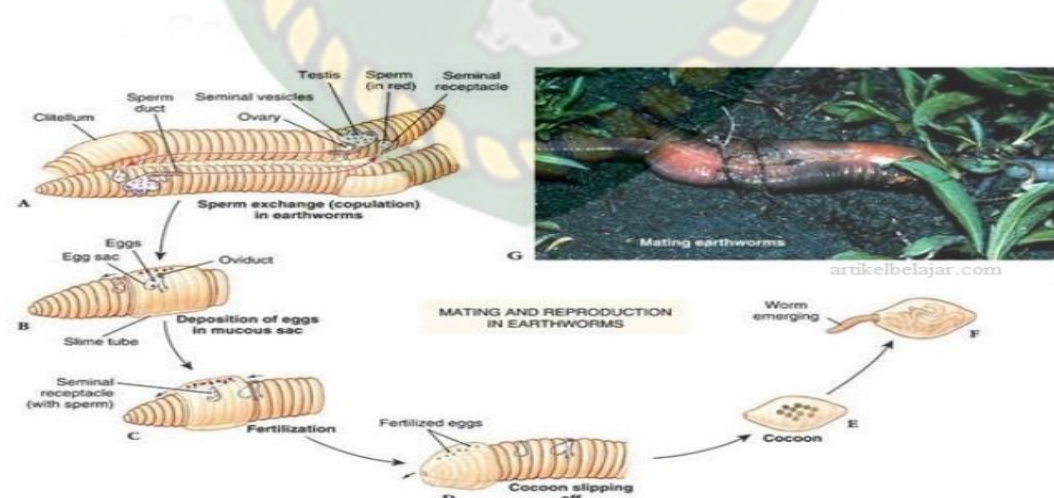 Testis
Sperm
(in red)
Seminal
receptacle
Sperm
duct
Seminal vesicles
Ovary
Clitellum
A
Sperm exchange (copulation)
in earthworms
Mating earthworms
G
artikelbelajar.com
Eggs
Egg sac
Oviduct
B
Deposition of eggs
in mucous sac
Slime tube
MATING AND REPRODUCTION
IN EARTHWORMS
Worm
emerging
F
Seminal
receptacle
(with sperm)
C
Fertilization
Fertilized eggs
E
Cocoon
D
Cocoon slipping
off